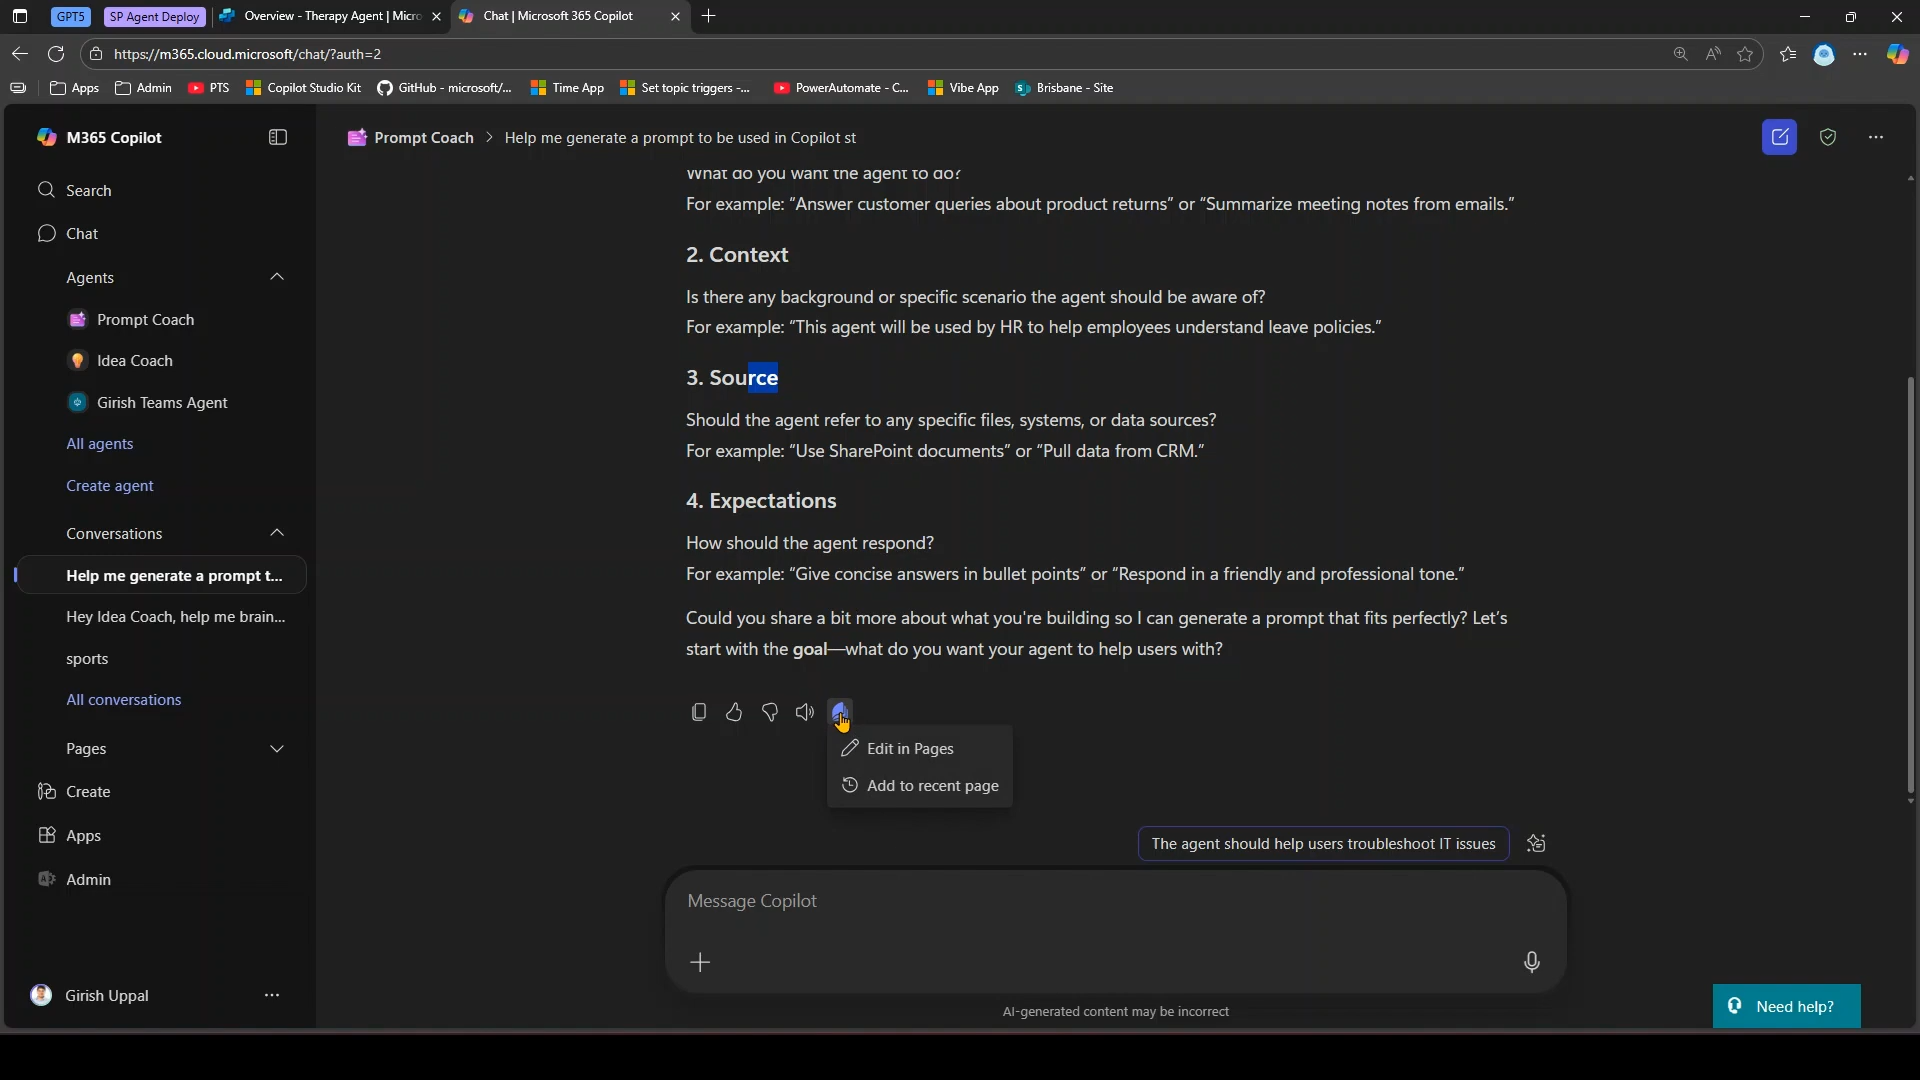 GPT5
SP Agent Deploy
Overview - Therapy Agent | Micro
Chat | Microsoft 365 Copilot
https://m365.cloud.microsoft/chat/?auth=2
Apps
Admin
PTS
Copilot Studio Kit
GitHub - microsoft/...
Time App
Set topic triggers -...
PowerAutomate - C...
Vibe App
Brisbane - Site
M365 Copilot
Search
Chat
Agents
Prompt Coach
Idea Coach
Girish Teams Agent
All agents
Create agent
Conversations
Help me generate a prompt t...
Hey Idea Coach, help me brain...
sports
All conversations
Pages
Create
Apps
Admin
Girish Uppal
Prompt Coach > Help me generate a prompt to be used in Copilot st
What do you want the agent to do?
For example: “Answer customer queries about product returns” or “Summarize meeting notes from emails.”
2. Context
Is there any background or specific scenario the agent should be aware of?
For example: “This agent will be used by HR to help employees understand leave policies.”
3. Source
Should the agent refer to any specific files, systems, or data sources?
For example: “Use SharePoint documents” or “Pull data from CRM.”
4. Expectations
How should the agent respond?
For example: “Give concise answers in bullet points” or “Respond in a friendly and professional tone.”
Could you share a bit more about what you're building so I can generate a prompt that fits perfectly? Let’s
start with the goal—what do you want your agent to help users with?
Edit in Pages
Add to recent page
The agent should help users troubleshoot IT issues
Message Copilot
AI-generated content may be incorrect
Need help?